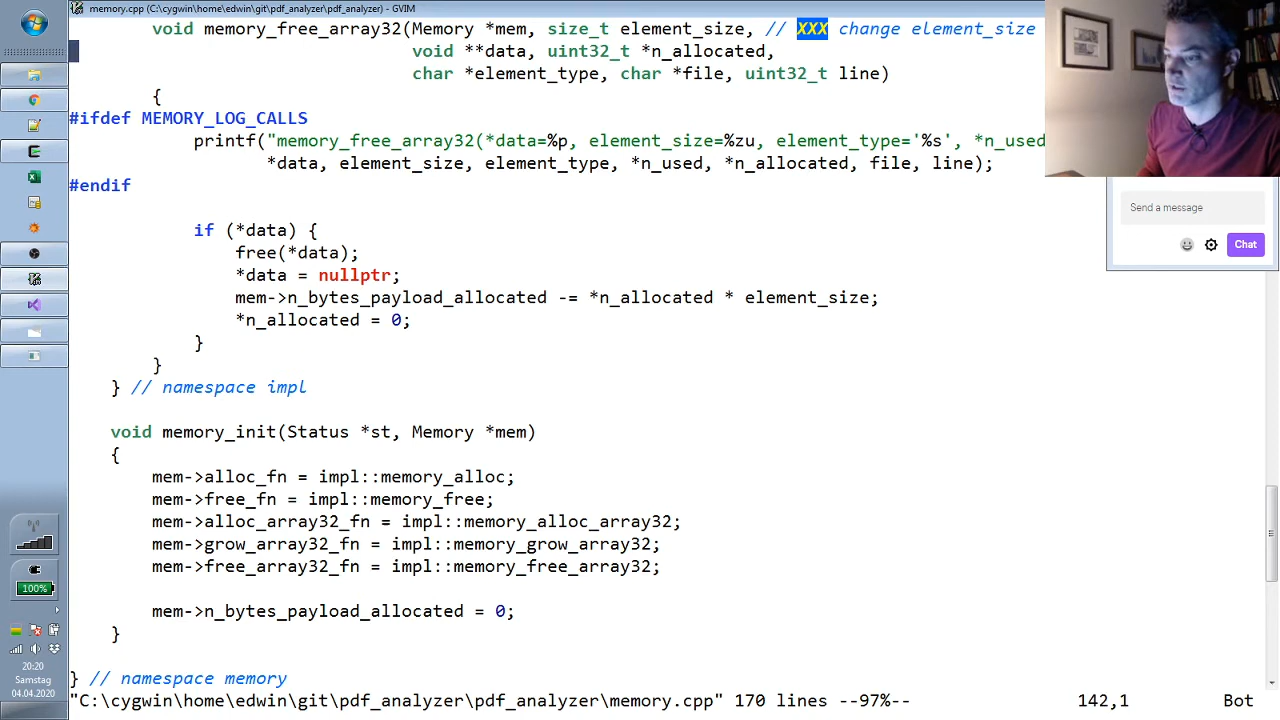 memory.cpp (C:\cygwin\home\edwin\git\pdf_analyzer\pdf_analyzer) - GVIM
void memory_free_array32(Memory *mem, size_t element_size, // XXX change element_size
void **data, uint32_t *n_allocated,
char *element_type, char *file, uint32_t line)
{
#ifdef MEMORY_LOG_CALLS
printf("memory_free_array32(*data=%p, element_size=%zu, element_type='%s', *n_used
*data, element_size, element_type, *n_used, *n_allocated, file, line);
#endif
Send a message
Chat
if (*data) {
free(*data);
*data = nullptr;
mem->n_bytes_payload_allocated -= *n_allocated * element_size;
*n_allocated = 0;
}
}
} // namespace impl
void memory_init(Status *st, Memory *mem)
{
mem->alloc_fn = impl::memory_alloc;
mem->free_fn = impl::memory_free;
mem->alloc_array32_fn = impl::memory_alloc_array32;
mem->grow_array32_fn = impl::memory_grow_array32;
mem->free_array32_fn = impl::memory_free_array32;
mem->n_bytes_payload_allocated = 0;
}
} // namespace memory
"C:\cygwin\home\edwin\git\pdf_analyzer\pdf_analyzer\memory.cpp" 170 lines --97%-- 142,1 Bot
100%
20:20
Samstag
04.04.2020